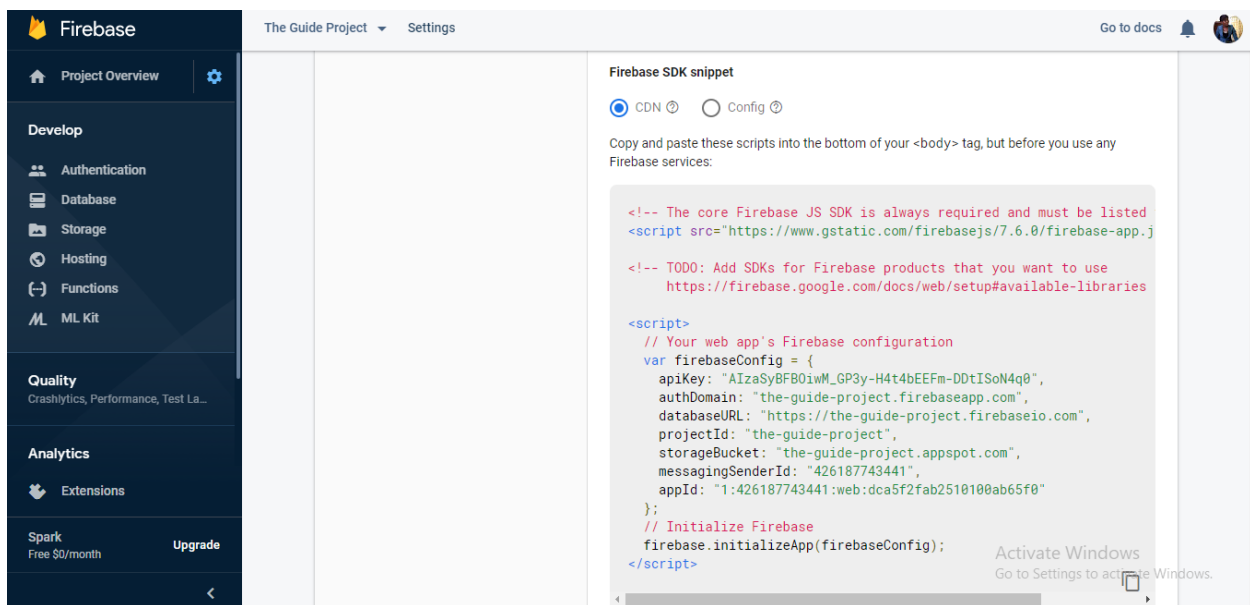 Firebase
The Guide Project
Settings
Go to docs
Project Overview
Develop
Authentication
Database
Storage
Hosting
Functions
ML Kit
Quality
Crashlytics, Performance, Test La...
Analytics
Extensions
Spark
Free $0/month
Upgrade
Firebase SDK snippet
CDN
Config
Copy and paste these scripts into the bottom of your <body> tag, but before you use any
Firebase services:
<!-- The core Firebase JS SDK is always required and must be listed
<script src="https://www.gstatic.com/firebasejs/7.6.0/firebase-app.j
<!-- TODO: Add SDKs for Firebase products that you want to use
https://firebase.google.com/docs/web/setup#available-libraries
<script>
// Your web app's Firebase configuration
var firebaseConfig = {
apiKey: "AIzaSyBFBOiwM_GP3y-H4t4bEEFm-DDtISoN4q0",
authDomain: "the-guide-project.firebaseapp.com",
databaseURL: "https://the-guide-project.firebaseio.com",
projectId: "the-guide-project",
storageBucket: "the-guide-project.appspot.com",
messagingSenderId: "426187743441",
appId: "1:426187743441:web:dca5f2fab2510100ab65f0"
};
// Initialize Firebase
firebase.initializeApp(firebaseConfig);
</script>
Activate Windows
Go to Settings to activate Windows.